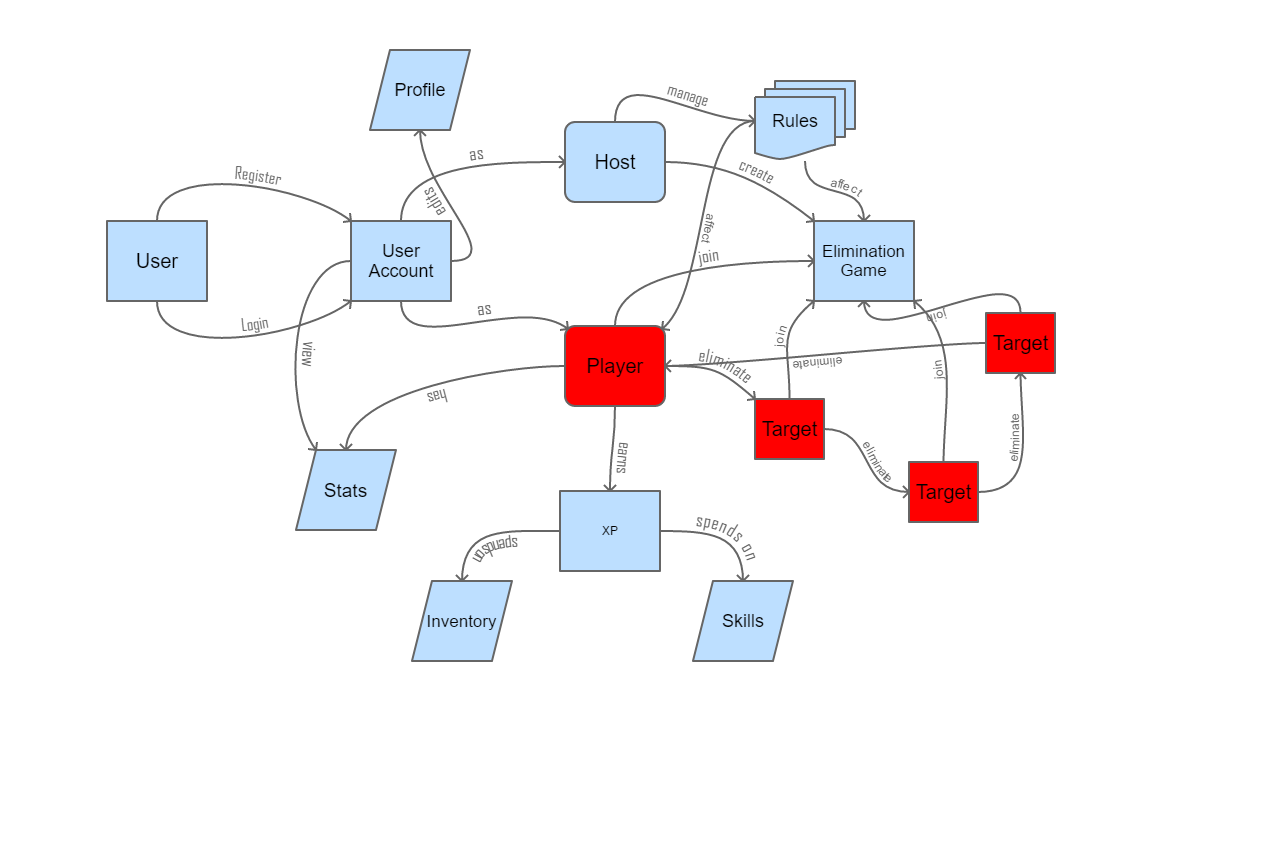 Profile
manage
Rules
as
Host
create
affect
Register
edits
User
User
Account
affect
join
Elimination
Game
Login
as
view
Player
eliminate
join
eliminate
join
join
Target
has
Target
eliminate
eliminate
earns
Target
Stats
XP
spends on
spends on
Inventory
Skills